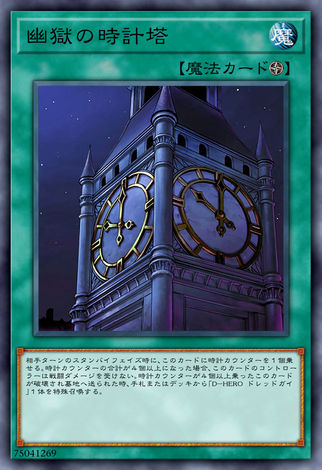 幽獄の時計塔
魔
【魔法カード】
相手ターンのスタンバイフェイズ時に、このカードに時計カウンターを１個乗
せる。時計カウンターの合計が４個以上になった場合、このカードのコントロー
ラーは戦闘ダメージを受けない。時計カウンターが４個以上乗ったこのカード
が破壊され墓地へ送られた時、手札またはデッキから「D-HERO ドレッドガイ」
１体を特殊召喚する。
75041269